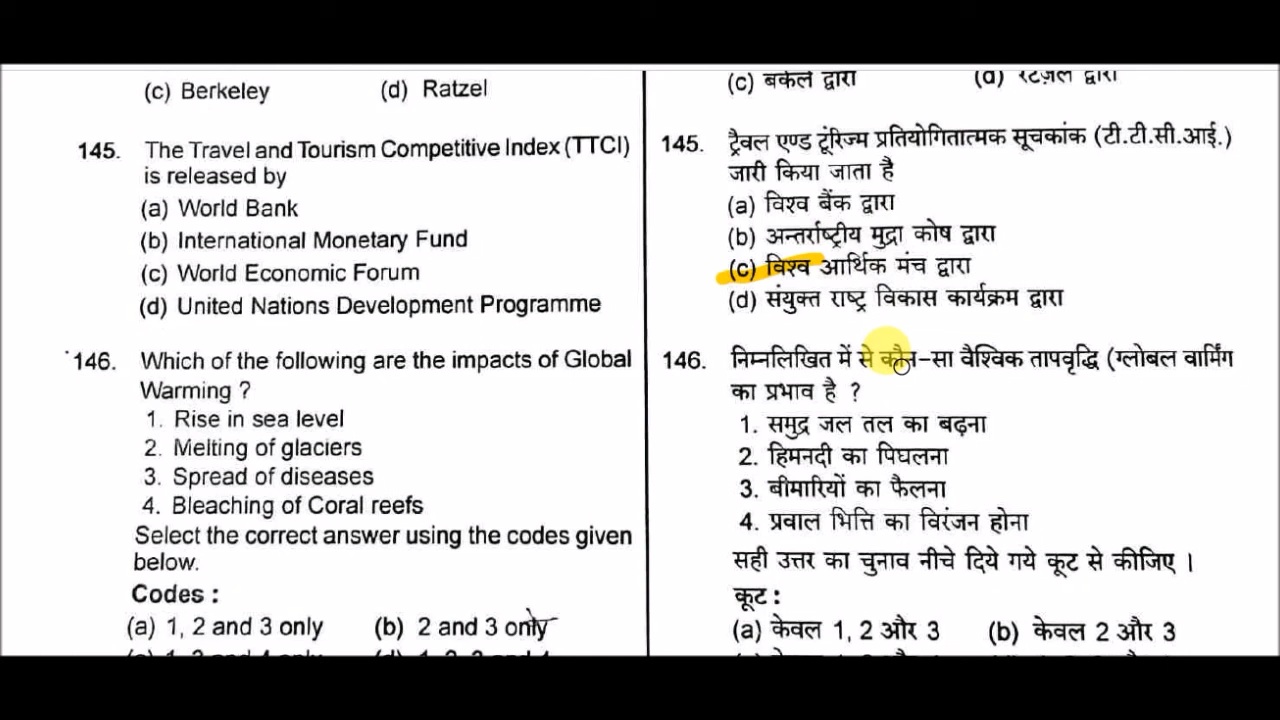 (c) Berkeley (d) Ratzel
145. The Travel and Tourism Competitive Index (TTCI)
is released by
(a) World Bank
(b) International Monetary Fund
(c) World Economic Forum
(d) United Nations Development Programme
146. Which of the following are the impacts of Global
Warming ?
1. Rise in sea level
2. Melting of glaciers
3. Spread of diseases
4. Bleaching of Coral reefs
Select the correct answer using the codes given
below.
Codes :
(a) 1, 2 and 3 only (b) 2 and 3 only
(c) बर्कले द्वारा (d) रेटज़ेल द्वारा
145. ट्रैवल एण्ड टूरिज्म प्रतियोगितात्मक सूचकांक (टी.टी.सी.आई.)
जारी किया जाता है
(a) विश्व बैंक द्वारा
(b) अन्तर्राष्ट्रीय मुद्रा कोष द्वारा
(c) विश्व आर्थिक मंच द्वारा
(d) संयुक्त राष्ट्र विकास कार्यक्रम द्वारा
146. निम्नलिखित में से कौन-सा वैश्विक तापवृद्धि (ग्लोबल वार्मिंग
का प्रभाव है ?
1. समुद्र जल तल का बढ़ना
2. हिमनदी का पिघलना
3. बीमारियों का फैलना
4. प्रवाल भित्ति का विरंजन होना
सही उत्तर का चुनाव नीचे दिये गये कूट से कीजिए ।
कूट :
(a) केवल 1, 2 और 3 (b) केवल 2 और 3